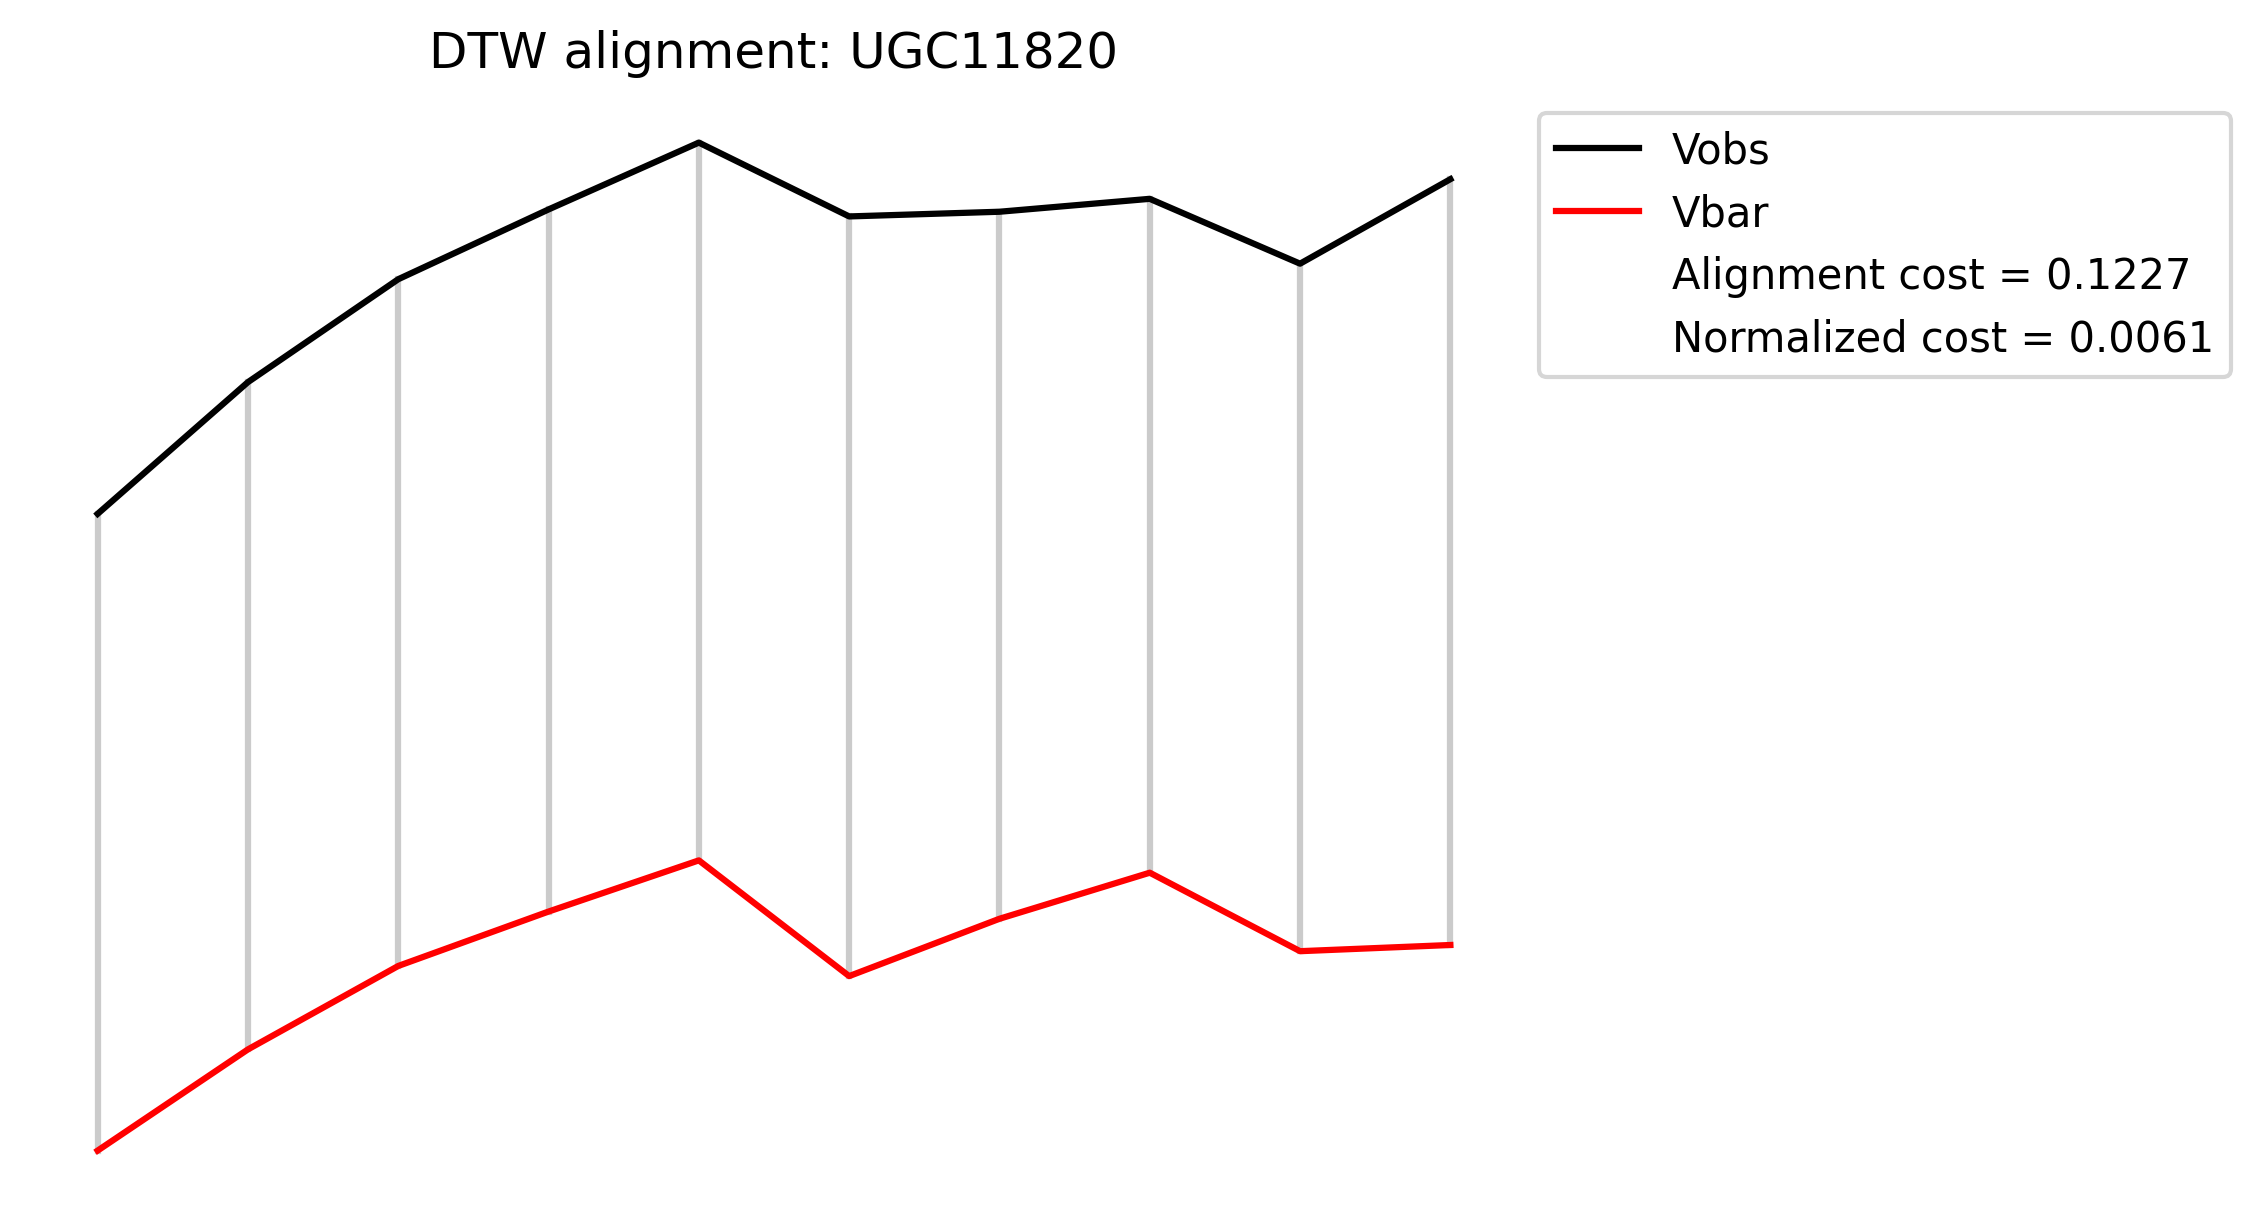 DTW alignment: UGC11820
Vobs
Vbar
Alignment cost = 0.1227
Normalized cost = 0.0061